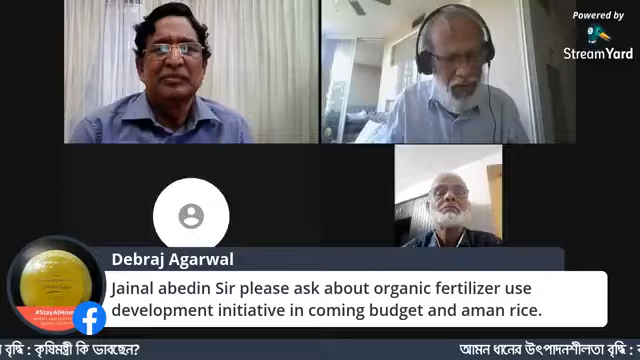 Powered by
StreamYard
Debraj Agarwal
Jainal abedin Sir please ask about organic fertilizer use
development initiative in coming budget and aman rice.
#StayAtHom
বৃদ্ধি : কৃষিমন্ত্রী কি ভাবছেন?
আমন ধানের উৎপাদনশীলতা বৃদ্ধি :